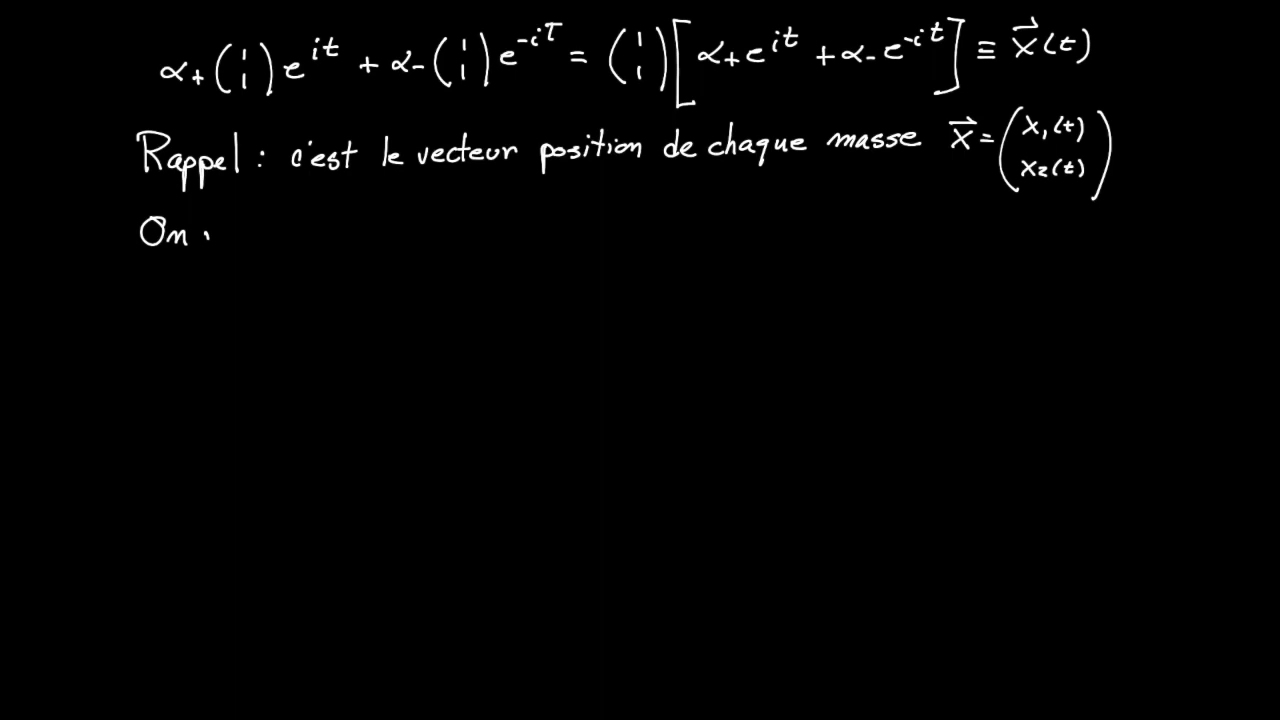 α₊(1 1)e^{it} + α₋(1 1)e^{-iT} = (1 1)[α₊e^{it} + α₋e^{-it}] ≡ X⃗(t)
Rappel : c'est le vecteur position de chaque masse X⃗ = (x₁(t) x₂(t))
On